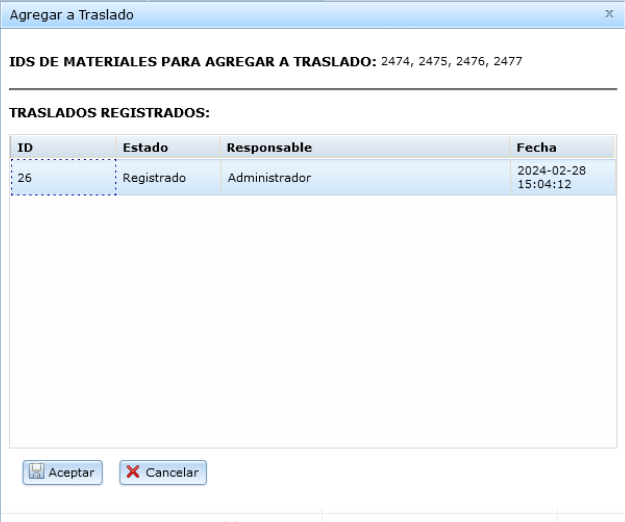 Agregar a Traslado x
IDS DE MATERIALES PARA AGREGAR A TRASLADO: 2474, 2475, 2476, 2477
TRASLADOS REGISTRADOS:
ID Estado Responsable Fecha
26 Registrado Administrador 2024-02-28
15:04:12
Aceptar Cancelar